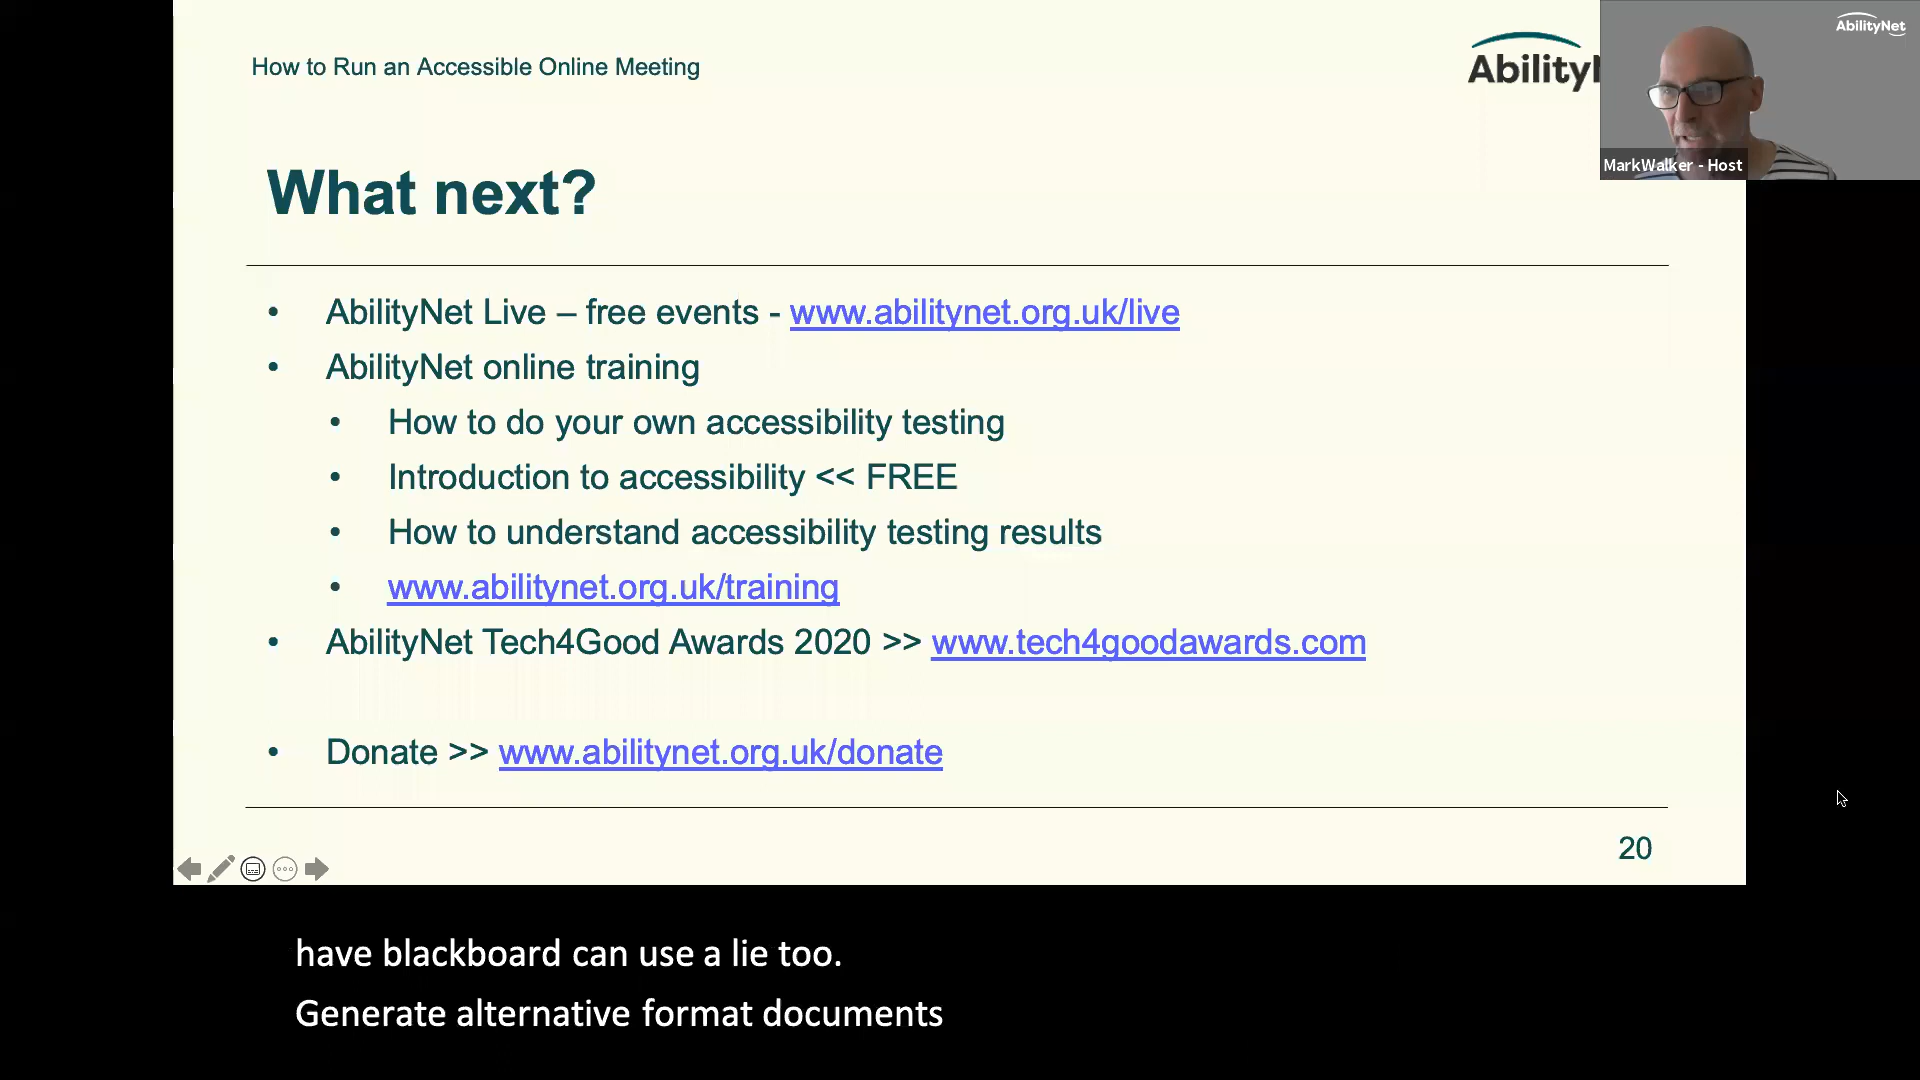 How to Run an Accessible Online Meeting
AbilityN
AbilityNet
MarkWalker - Host
What next?
• AbilityNet Live – free events - www.abilitynet.org.uk/live
• AbilityNet online training
• How to do your own accessibility testing
• Introduction to accessibility << FREE
• How to understand accessibility testing results
• www.abilitynet.org.uk/training
• AbilityNet Tech4Good Awards 2020 >> www.tech4goodawards.com
• Donate >> www.abilitynet.org.uk/donate
20
have blackboard can use a lie too.
Generate alternative format documents